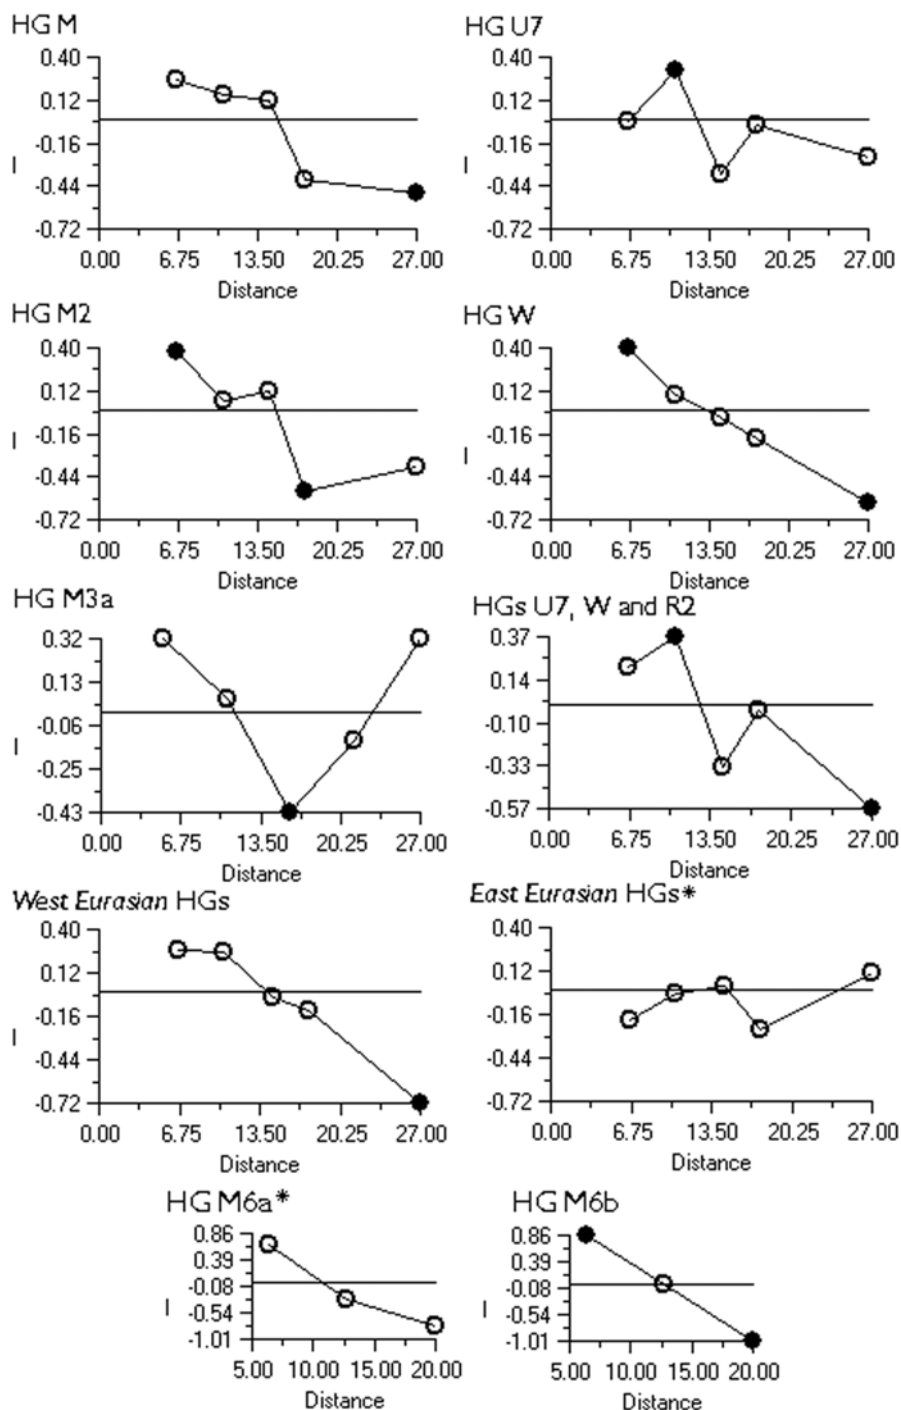 HG M
0.40
0.12
-0.16
-0.44
-0.72
I
0.00 6.75 13.50 20.25 27.00
Distance
HG U7
0.40
0.12
-0.16
-0.44
-0.72
I
0.00 6.75 13.50 20.25 27.00
Distance
HG M2
0.40
0.12
-0.16
-0.44
-0.72
I
0.00 6.75 13.50 20.25 27.00
Distance
HG W
0.40
0.12
-0.16
-0.44
-0.72
I
0.00 6.75 13.50 20.25 27.00
Distance
HG M3a
0.32
0.13
-0.06
-0.25
-0.43
I
0.00 6.75 13.50 20.25 27.00
Distance
HGs U7, W and R2
0.37
0.14
-0.10
-0.33
-0.57
I
0.00 6.75 13.50 20.25 27.00
Distance
West Eurasian HGs
0.40
0.12
-0.16
-0.44
-0.72
I
0.00 6.75 13.50 20.25 27.00
Distance
East Eurasian HGs*
0.40
0.12
-0.16
-0.44
-0.72
0.00 6.75 13.50 20.25 27.00
Distance
HG M6a*
0.86
0.39
-0.08
-0.54
-1.01
I
5.00 10.00 15.00 20.00
Distance
HG M6b
0.86
0.39
-0.08
-0.54
-1.01
I
5.00 10.00 15.00 20.00
Distance